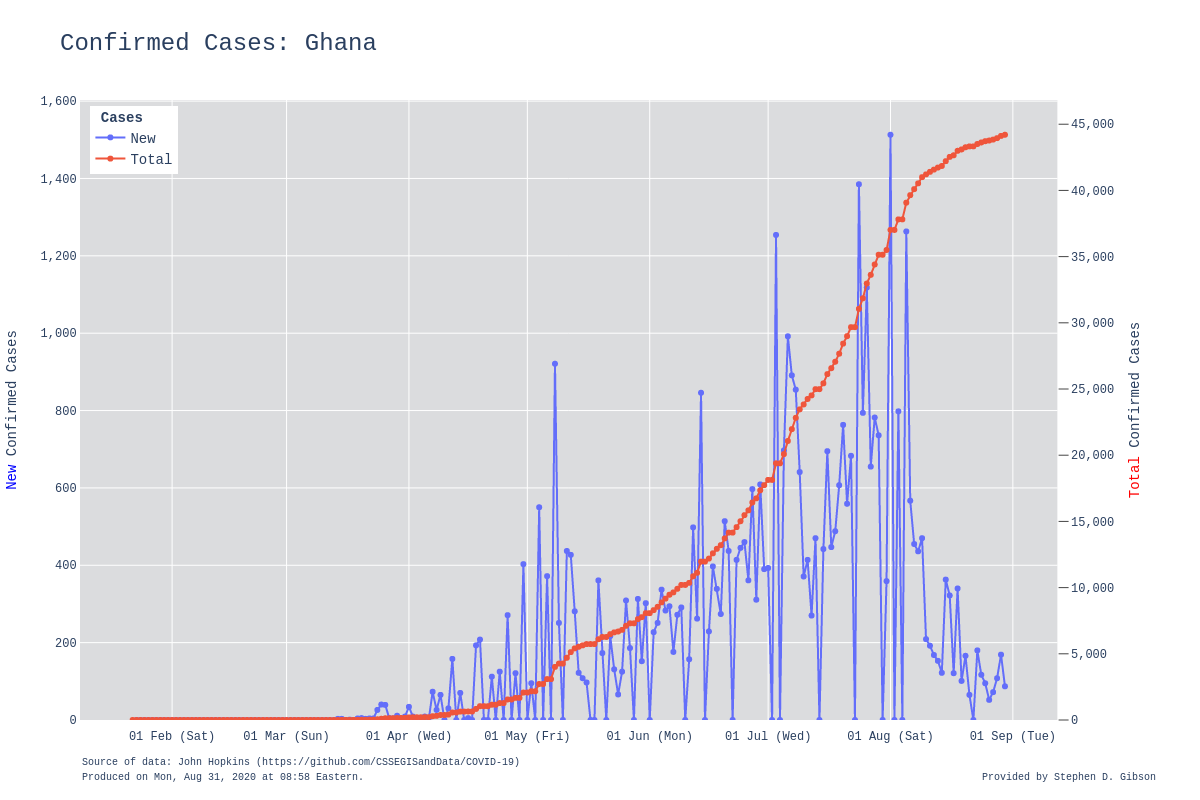 Confirmed Cases: Ghana
Cases
New
Total
1,600
1,400
1,200
1,000
800
600
400
200
0
New Confirmed Cases
45,000
40,000
35,000
30,000
25,000
20,000
15,000
10,000
5,000
0
Total Confirmed Cases
01 Feb (Sat) 01 Mar (Sun) 01 Apr (Wed) 01 May (Fri) 01 Jun (Mon) 01 Jul (Wed) 01 Aug (Sat) 01 Sep (Tue)
Source of data: John Hopkins (https://github.com/CSSEGISandData/COVID-19)
Produced on Mon, Aug 31, 2020 at 08:58 Eastern.
Provided by Stephen D. Gibson